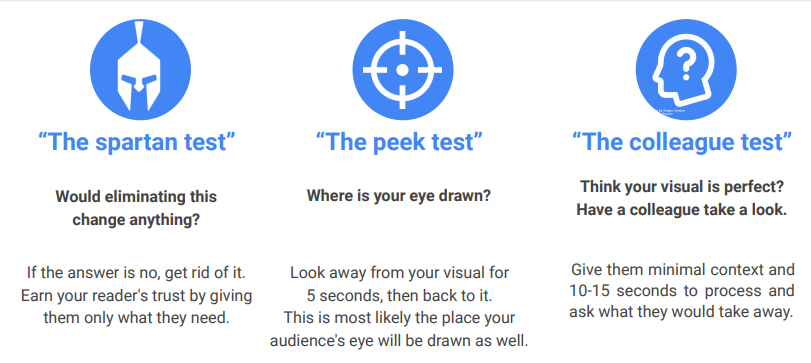 “The spartan test”
Would eliminating this
change anything?
If the answer is no, get rid of it.
Earn your reader's trust by giving
them only what they need.
“The peek test”
Where is your eye drawn?
Look away from your visual for
5 seconds, then back to it.
This is most likely the place your
audience's eye will be drawn as well.
“The colleague test”
Think your visual is perfect?
Have a colleague take a look.
Give them minimal context and
10-15 seconds to process and
ask what they would take away.